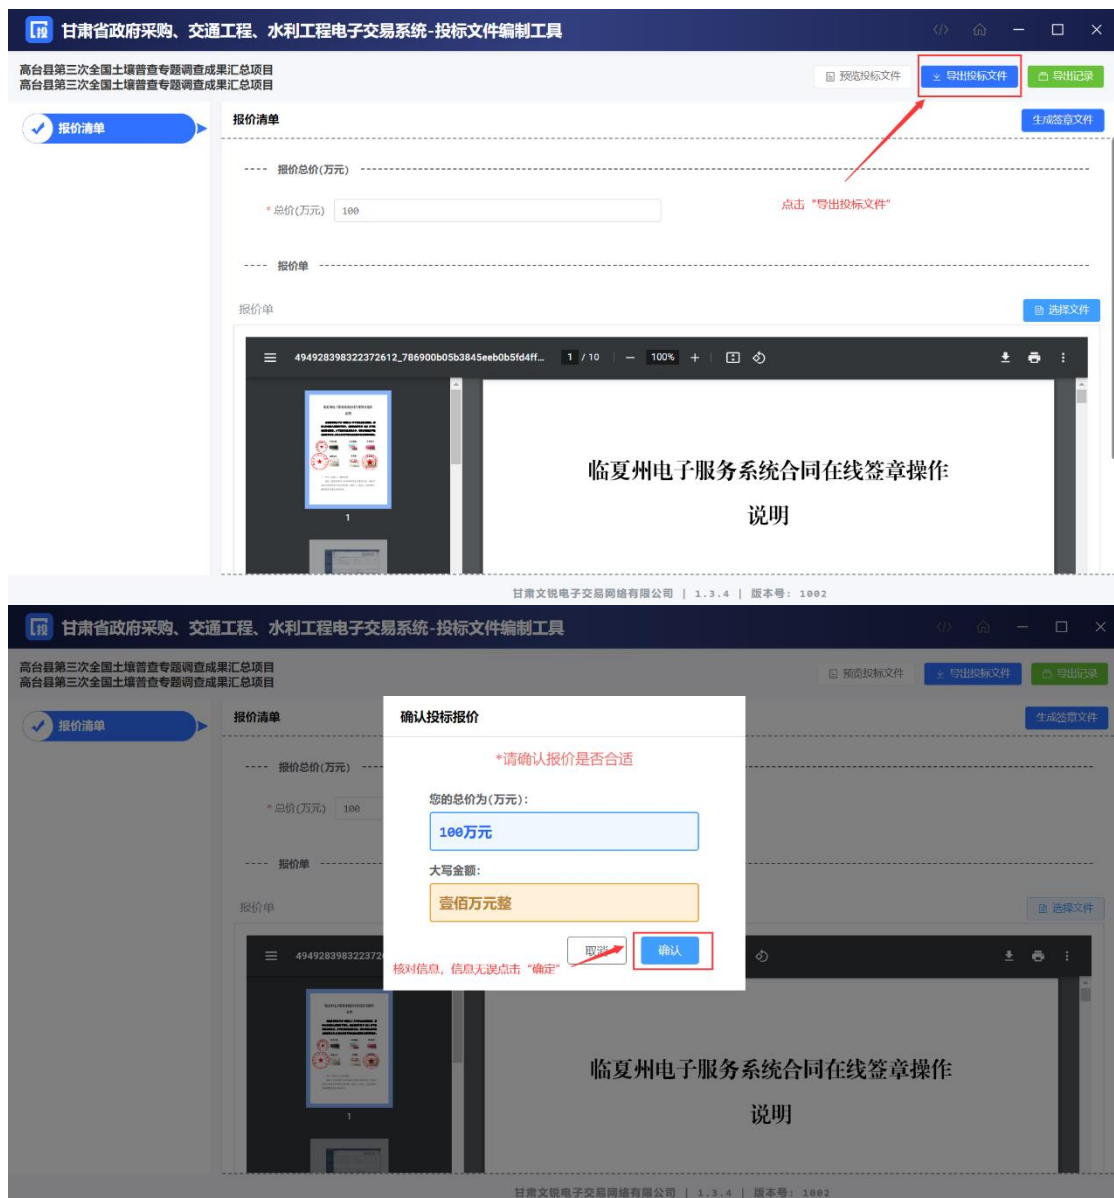 甘肃省政府采购、交通工程、水利工程电子交易系统-投标文件编制工具
高台县第三次全国土壤普查专题调查成果汇总项目
高台县第三次全国土壤普查专题调查成果汇总项目
预览投标文件
导出投标文件
导出记录
报价清单
报价清单
生成签章文件
报价总价(万元)
* 总价(万元) 100
点击 "导出投标文件"
报价单
报价单
选择文件
494928398322372612_786900b05b3845eeb0b5fd4ff... 1 / 10 100%
1
临夏州电子服务系统合同在线签章操作
说明
甘肃文锐电子交易网络有限公司 | 1.3.4 | 版本号: 1002
甘肃省政府采购、交通工程、水利工程电子交易系统-投标文件编制工具
高台县第三次全国土壤普查专题调查成果汇总项目
高台县第三次全国土壤普查专题调查成果汇总项目
预览投标文件
导出投标文件
导出记录
报价清单
报价清单
生成签章文件
确认投标报价
*请确认报价是否合适
报价总价(万元)
您的总价为(万元):
* 总价(万元) 100
100万元
报价单
大写金额:
壹佰万元整
报价单
选择文件
取消
确认
核对信息，信息无误点击 "确定"
4949283983223726
1
临夏州电子服务系统合同在线签章操作
说明
甘肃文锐电子交易网络有限公司 | 1.3.4 | 版本号: 1002